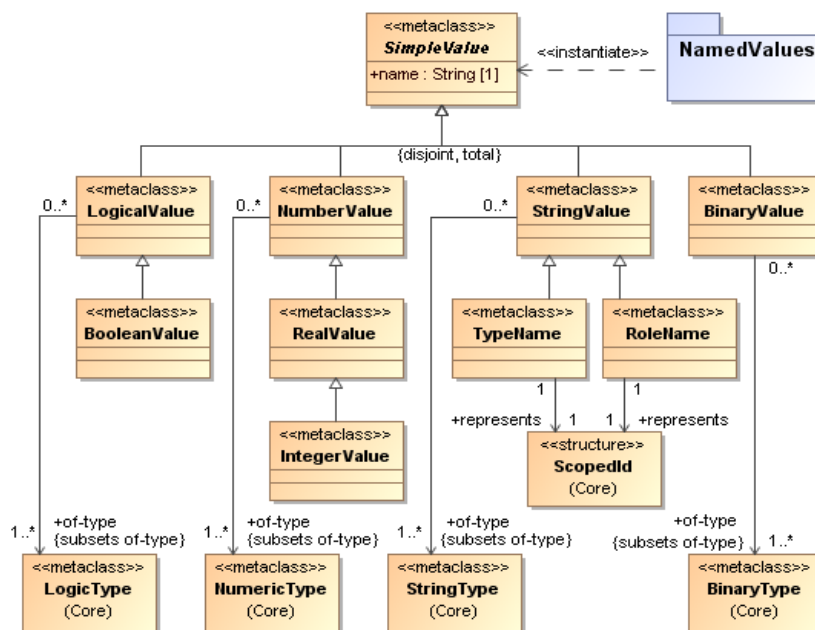 <<metaclass>>
SimpleValue
+name : String [1]
<<instantiate>>
NamedValues
{disjoint, total}
<<metaclass>>
LogicalValue
<<metaclass>>
NumberValue
<<metaclass>>
StringValue
<<metaclass>>
BinaryValue
0..*
0..*
0..*
0..*
<<metaclass>>
BooleanValue
<<metaclass>>
RealValue
<<metaclass>>
TypeName
<<metaclass>>
RoleName
1
1
+represents
1
1
+represents
<<metaclass>>
IntegerValue
<<structure>>
ScopedId
(Core)
1..*
+of-type
{subsets of-type}
1..*
+of-type
{subsets of-type}
1..*
+of-type
{subsets of-type}
+of-type
{subsets of-type}
1..*
<<metaclass>>
LogicType
(Core)
<<metaclass>>
NumericType
(Core)
<<metaclass>>
StringType
(Core)
<<metaclass>>
BinaryType
(Core)